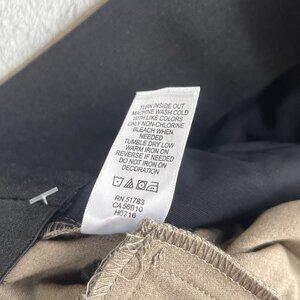 TURN INSIDE OUT
MACHINE WASH COLD
WITH LIKE COLORS
ONLY NON-CHLORINE
BLEACH WHEN
NEEDED
TUMBLE DRY LOW
WARM IRON ON
REVERSE IF NEEDED
DO NOT IRON ON
DECORATION
RN 51783
CA 56910
H0716